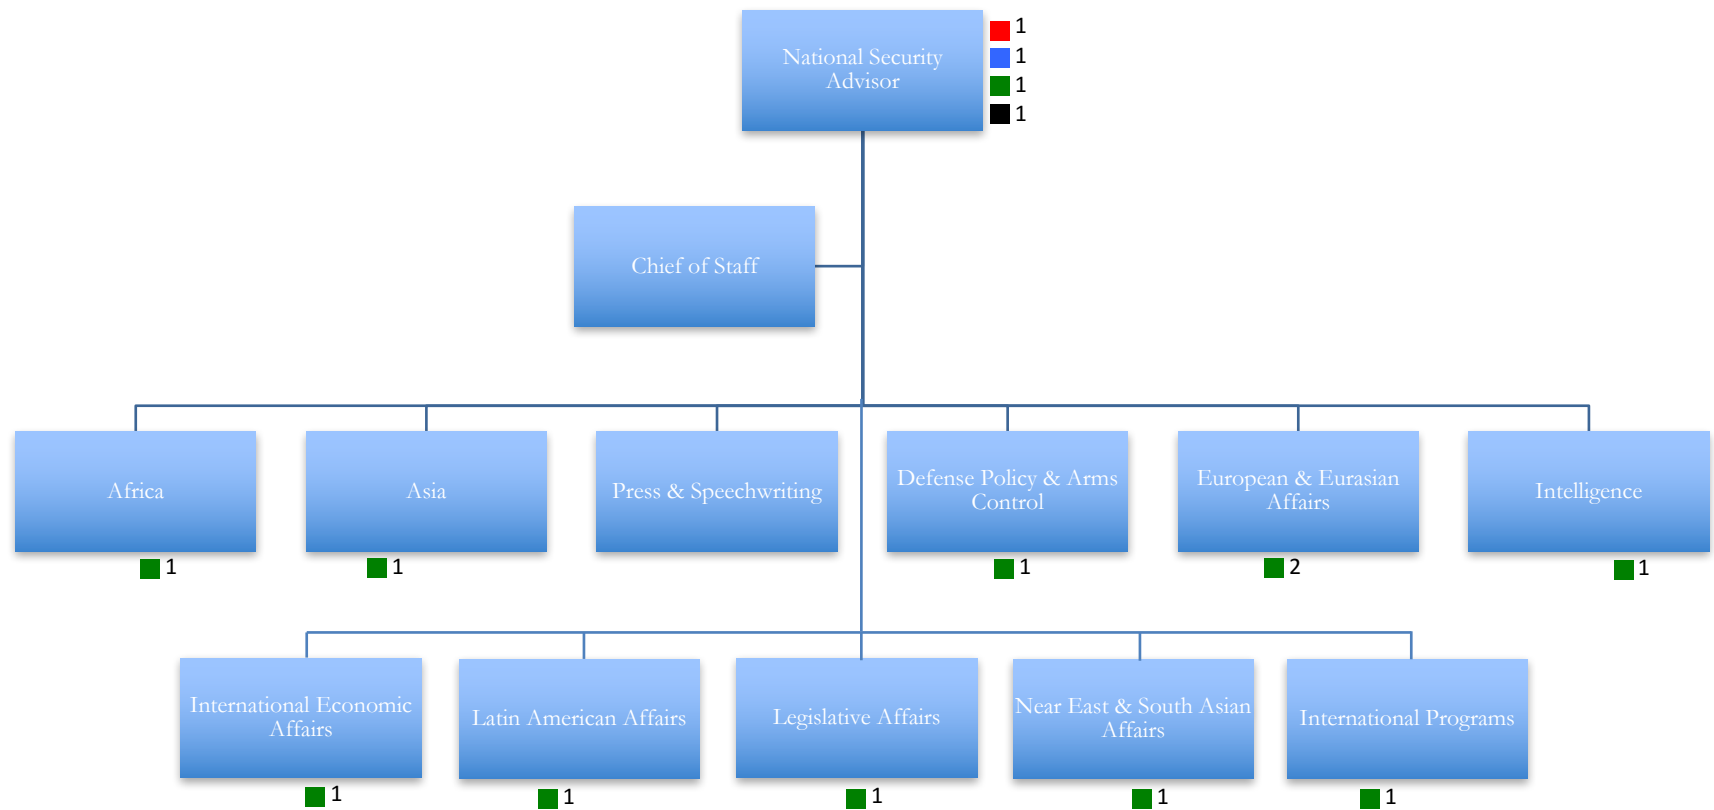 National Security
Advisor
1
1
1
1
Chief of Staff
Africa
Asia
Press & Speechwriting
Defense Policy & Arms
Control
European & Eurasian
Affairs
Intelligence
1
1
1
2
1
International Economic
Affairs
Latin American Affairs
Legislative Affairs
Near East & South Asian
Affairs
International Programs
1
1
1
1
1